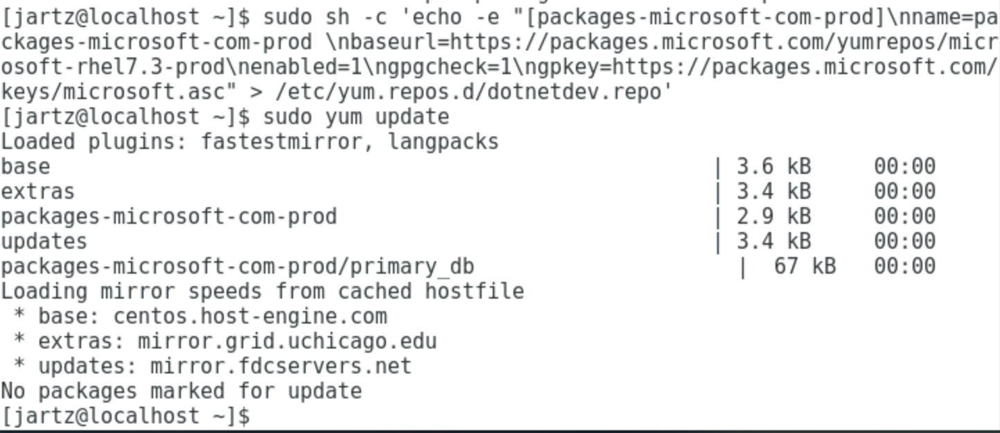 [jartz@localhost ~]$ sudo sh -c 'echo -e "[packages-microsoft-com-prod]\nname=pa
ckages-microsoft-com-prod \nbaseurl=https://packages.microsoft.com/yumrepos/micr
osoft-rhel7.3-prod\nenabled=1\ngpgcheck=1\ngpkey=https://packages.microsoft.com/
keys/microsoft.asc" > /etc/yum.repos.d/dotnetdev.repo'
[jartz@localhost ~]$ sudo yum update
Loaded plugins: fastestmirror, langpacks
base | 3.6 kB 00:00
extras | 3.4 kB 00:00
packages-microsoft-com-prod | 2.9 kB 00:00
updates | 3.4 kB 00:00
packages-microsoft-com-prod/primary_db | 67 kB 00:00
Loading mirror speeds from cached hostfile
* base: centos.host-engine.com
* extras: mirror.grid.uchicago.edu
* updates: mirror.fdcservers.net
No packages marked for update
[jartz@localhost ~]$